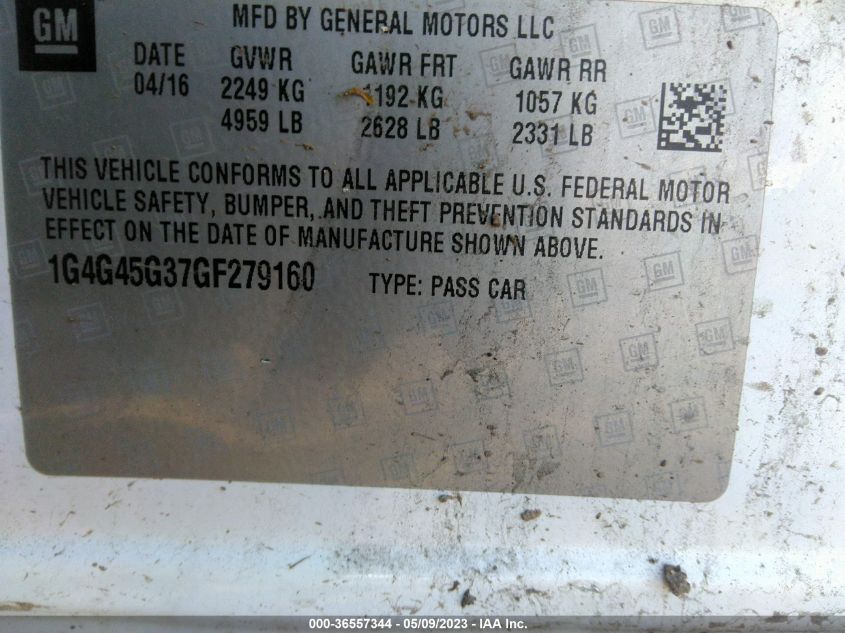 GM
MFD BY GENERAL MOTORS LLC
DATE GVWR GAWR FRT GAWR RR
04/16 2249 KG 1192 KG 1057 KG
4959 LB 2628 LB 2331 LB
THIS VEHICLE CONFORMS TO ALL APPLICABLE U.S. FEDERAL MOTOR
VEHICLE SAFETY, BUMPER, AND THEFT PREVENTION STANDARDS IN
EFFECT ON THE DATE OF MANUFACTURE SHOWN ABOVE.
1G4G45G37GF279160 TYPE: PASS CAR
000-36557344 - 05/09/2023 - IAA Inc.